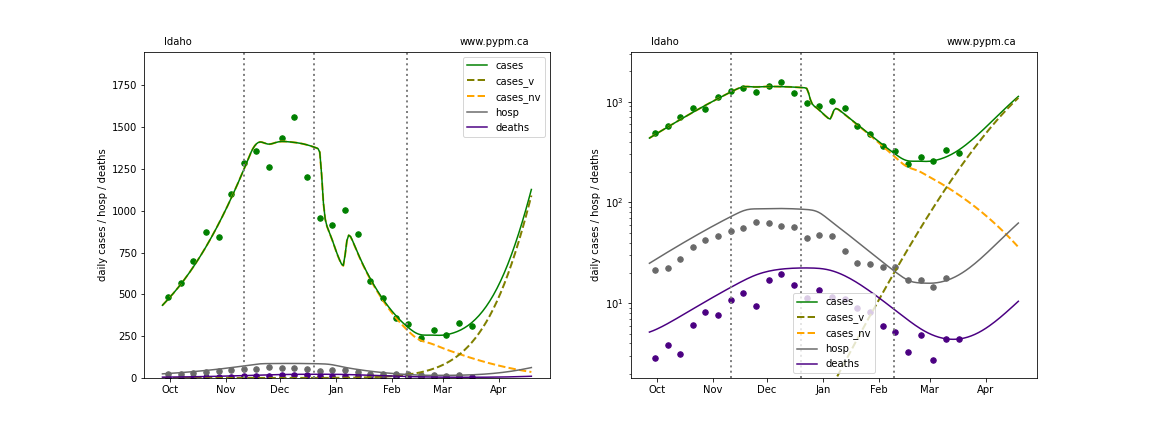 Idaho
www.pypm.ca
1750
1500
1250
1000
750
500
250
0
daily cases / hosp / deaths
cases
cases_v
cases_nv
hosp
deaths
Oct Nov Dec Jan Feb Mar Apr
Idaho
www.pypm.ca
10³
10²
10¹
daily cases / hosp / deaths
cases
cases_v
cases_nv
hosp
deaths
Oct Nov Dec Jan Feb Mar Apr